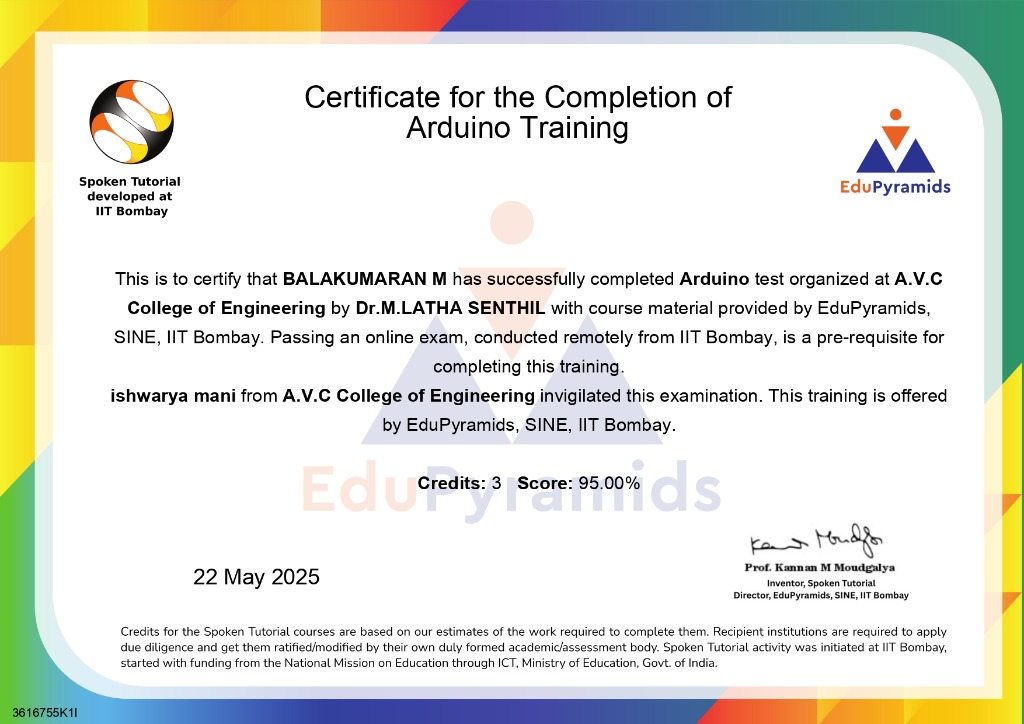 Certificate for the Completion of
Arduino Training
Spoken Tutorial
developed at
IIT Bombay
EduPyramids
This is to certify that BALAKUMARAN M has successfully completed Arduino test organized at A.V.C
College of Engineering by Dr.M.LATHA SENTHIL with course material provided by EduPyramids,
SINE, IIT Bombay. Passing an online exam, conducted remotely from IIT Bombay, is a pre-requisite for
completing this training.
ishwarya mani from A.V.C College of Engineering invigilated this examination. This training is offered
by EduPyramids, SINE, IIT Bombay.
EduPyramids
Credits: 3 Score: 95.00%
22 May 2025
Kannan Moudgalya
Prof. Kannan M Moudgalya
Inventor, Spoken Tutorial
Director, EduPyramids, SINE, IIT Bombay
Credits for the Spoken Tutorial courses are based on our estimates of the work required to complete them. Recipient institutions are required to apply
due diligence and get them ratified/modified by their own duly formed academic/assessment body. Spoken Tutorial activity was initiated at IIT Bombay,
started with funding from the National Mission on Education through ICT, Ministry of Education, Govt. of India.
3616755K1I